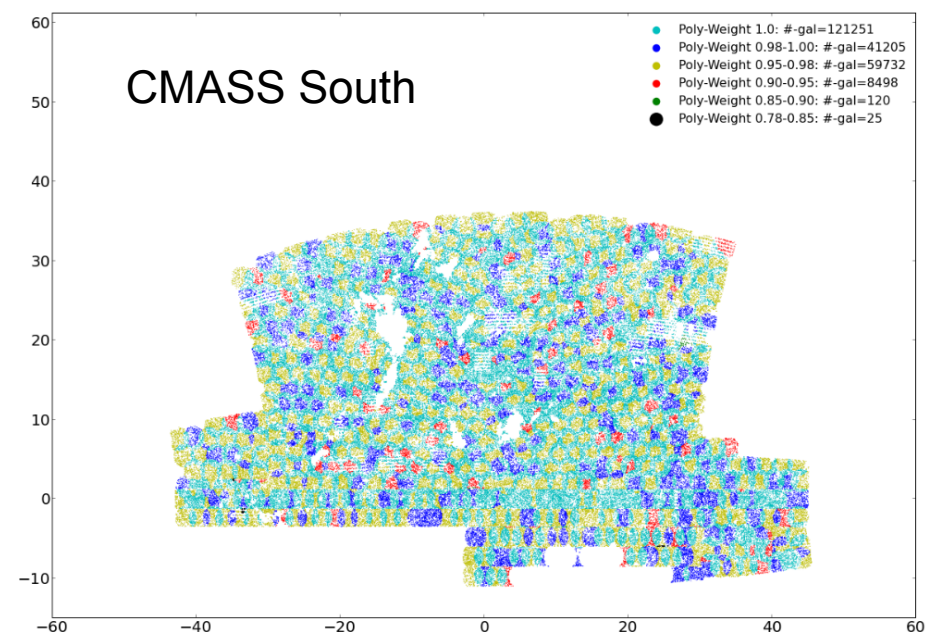 60
50
40
30
20
10
0
−10
−60
−40
−20
0
20
40
60
CMASS South
Poly-Weight 1.0: #-gal=121251
Poly-Weight 0.98-1.00: #-gal=41205
Poly-Weight 0.95-0.98: #-gal=59732
Poly-Weight 0.90-0.95: #-gal=8498
Poly-Weight 0.85-0.90: #-gal=120
Poly-Weight 0.78-0.85: #-gal=25